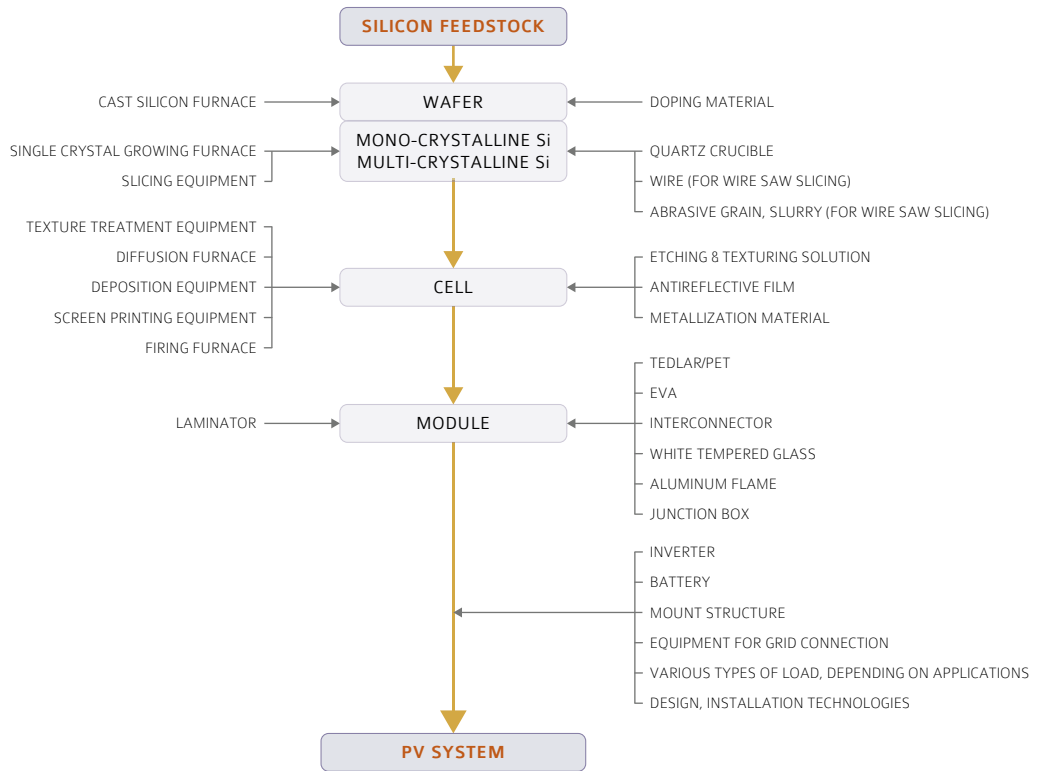 SILICON FEEDSTOCK
CAST SILICON FURNACE
WAFER
DOPING MATERIAL
SINGLE CRYSTAL GROWING FURNACE
SLICING EQUIPMENT
MONO-CRYSTALLINE Si
MULTI-CRYSTALLINE Si
QUARTZ CRUCIBLE
WIRE (FOR WIRE SAW SLICING)
ABRASIVE GRAIN, SLURRY (FOR WIRE SAW SLICING)
TEXTURE TREATMENT EQUIPMENT
DIFFUSION FURNACE
DEPOSITION EQUIPMENT
SCREEN PRINTING EQUIPMENT
FIRING FURNACE
CELL
ETCHING & TEXTURING SOLUTION
ANTIREFLECTIVE FILM
METALLIZATION MATERIAL
LAMINATOR
MODULE
TEDLAR/PET
EVA
INTERCONNECTOR
WHITE TEMPERED GLASS
ALUMINUM FLAME
JUNCTION BOX
INVERTER
BATTERY
MOUNT STRUCTURE
EQUIPMENT FOR GRID CONNECTION
VARIOUS TYPES OF LOAD, DEPENDING ON APPLICATIONS
DESIGN, INSTALLATION TECHNOLOGIES
PV SYSTEM